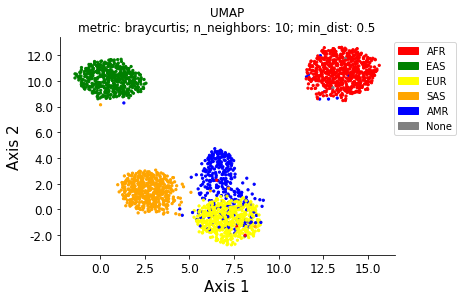 UMAP
metric: braycurtis; n_neighbors: 10; min_dist: 0.5
12.0
10.0
8.0
6.0
4.0
2.0
0.0
-2.0
Axis 2
0.0 2.5 5.0 7.5 10.0 12.5 15.0
Axis 1
AFR
EAS
EUR
SAS
AMR
None